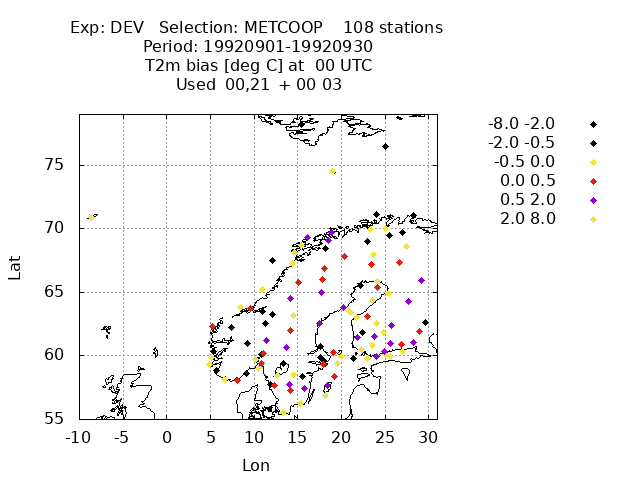 Exp: DEV   Selection: METCOOP    108 stations
Period: 19920901-19920930
T2m bias [deg C] at  00 UTC
Used  00,21  + 00 03
-8.0 -2.0
-2.0 -0.5
-0.5 0.0
0.0 0.5
0.5 2.0
2.0 8.0
75
70
65
60
55
Lat
-10 -5 0 5 10 15 20 25 30
Lon